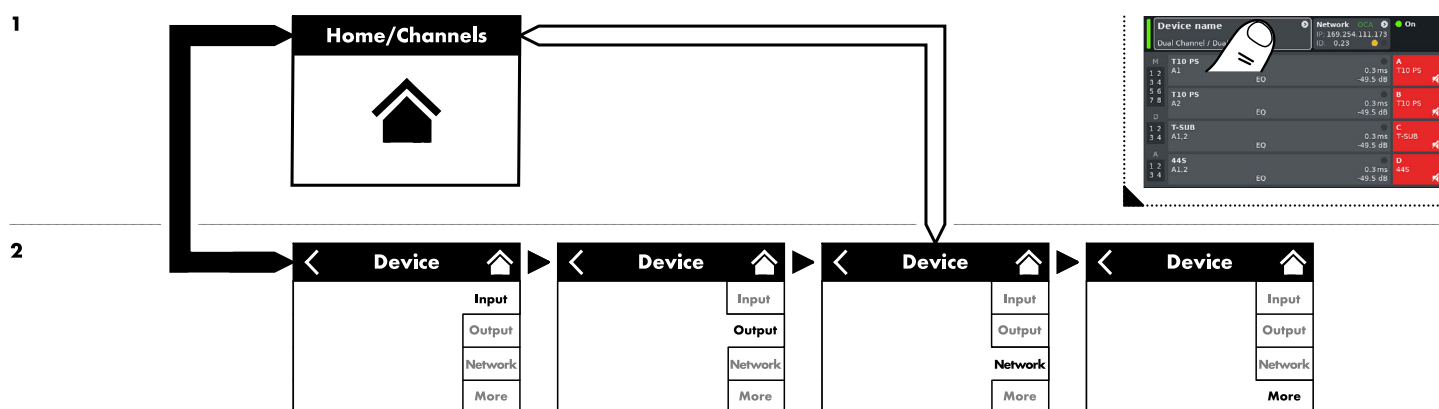 1
Home/Channels
Device name
Network OCA
On
IP: 169.254.111.173
Dual Channel / Dua
ID: 0.23
M
T10 PS
A
1 2
A1
0.3 ms
T10 PS
3 4
EQ
-49.5 dB
5 6
T10 PS
B
7 8
A2
0.3 ms
T10 PS
EQ
-49.5 dB
D
T-SUB
C
1 2
A1,2
0.3 ms
T-SUB
3 4
EQ
-49.5 dB
A
44S
D
1 2
A1,2
0.3 ms
44S
3 4
EQ
-49.5 dB
2
Device
Input
Output
Network
More
Device
Input
Output
Network
More
Device
Input
Output
Network
More
Device
Input
Output
Network
More